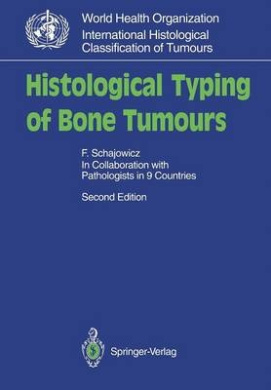 World Health Organization
International Histological
Classification of Tumours
Histological Typing
of Bone Tumours
F. Schajowicz
In Collaboration with
Pathologists in 9 Countries
Second Edition
Springer-Verlag